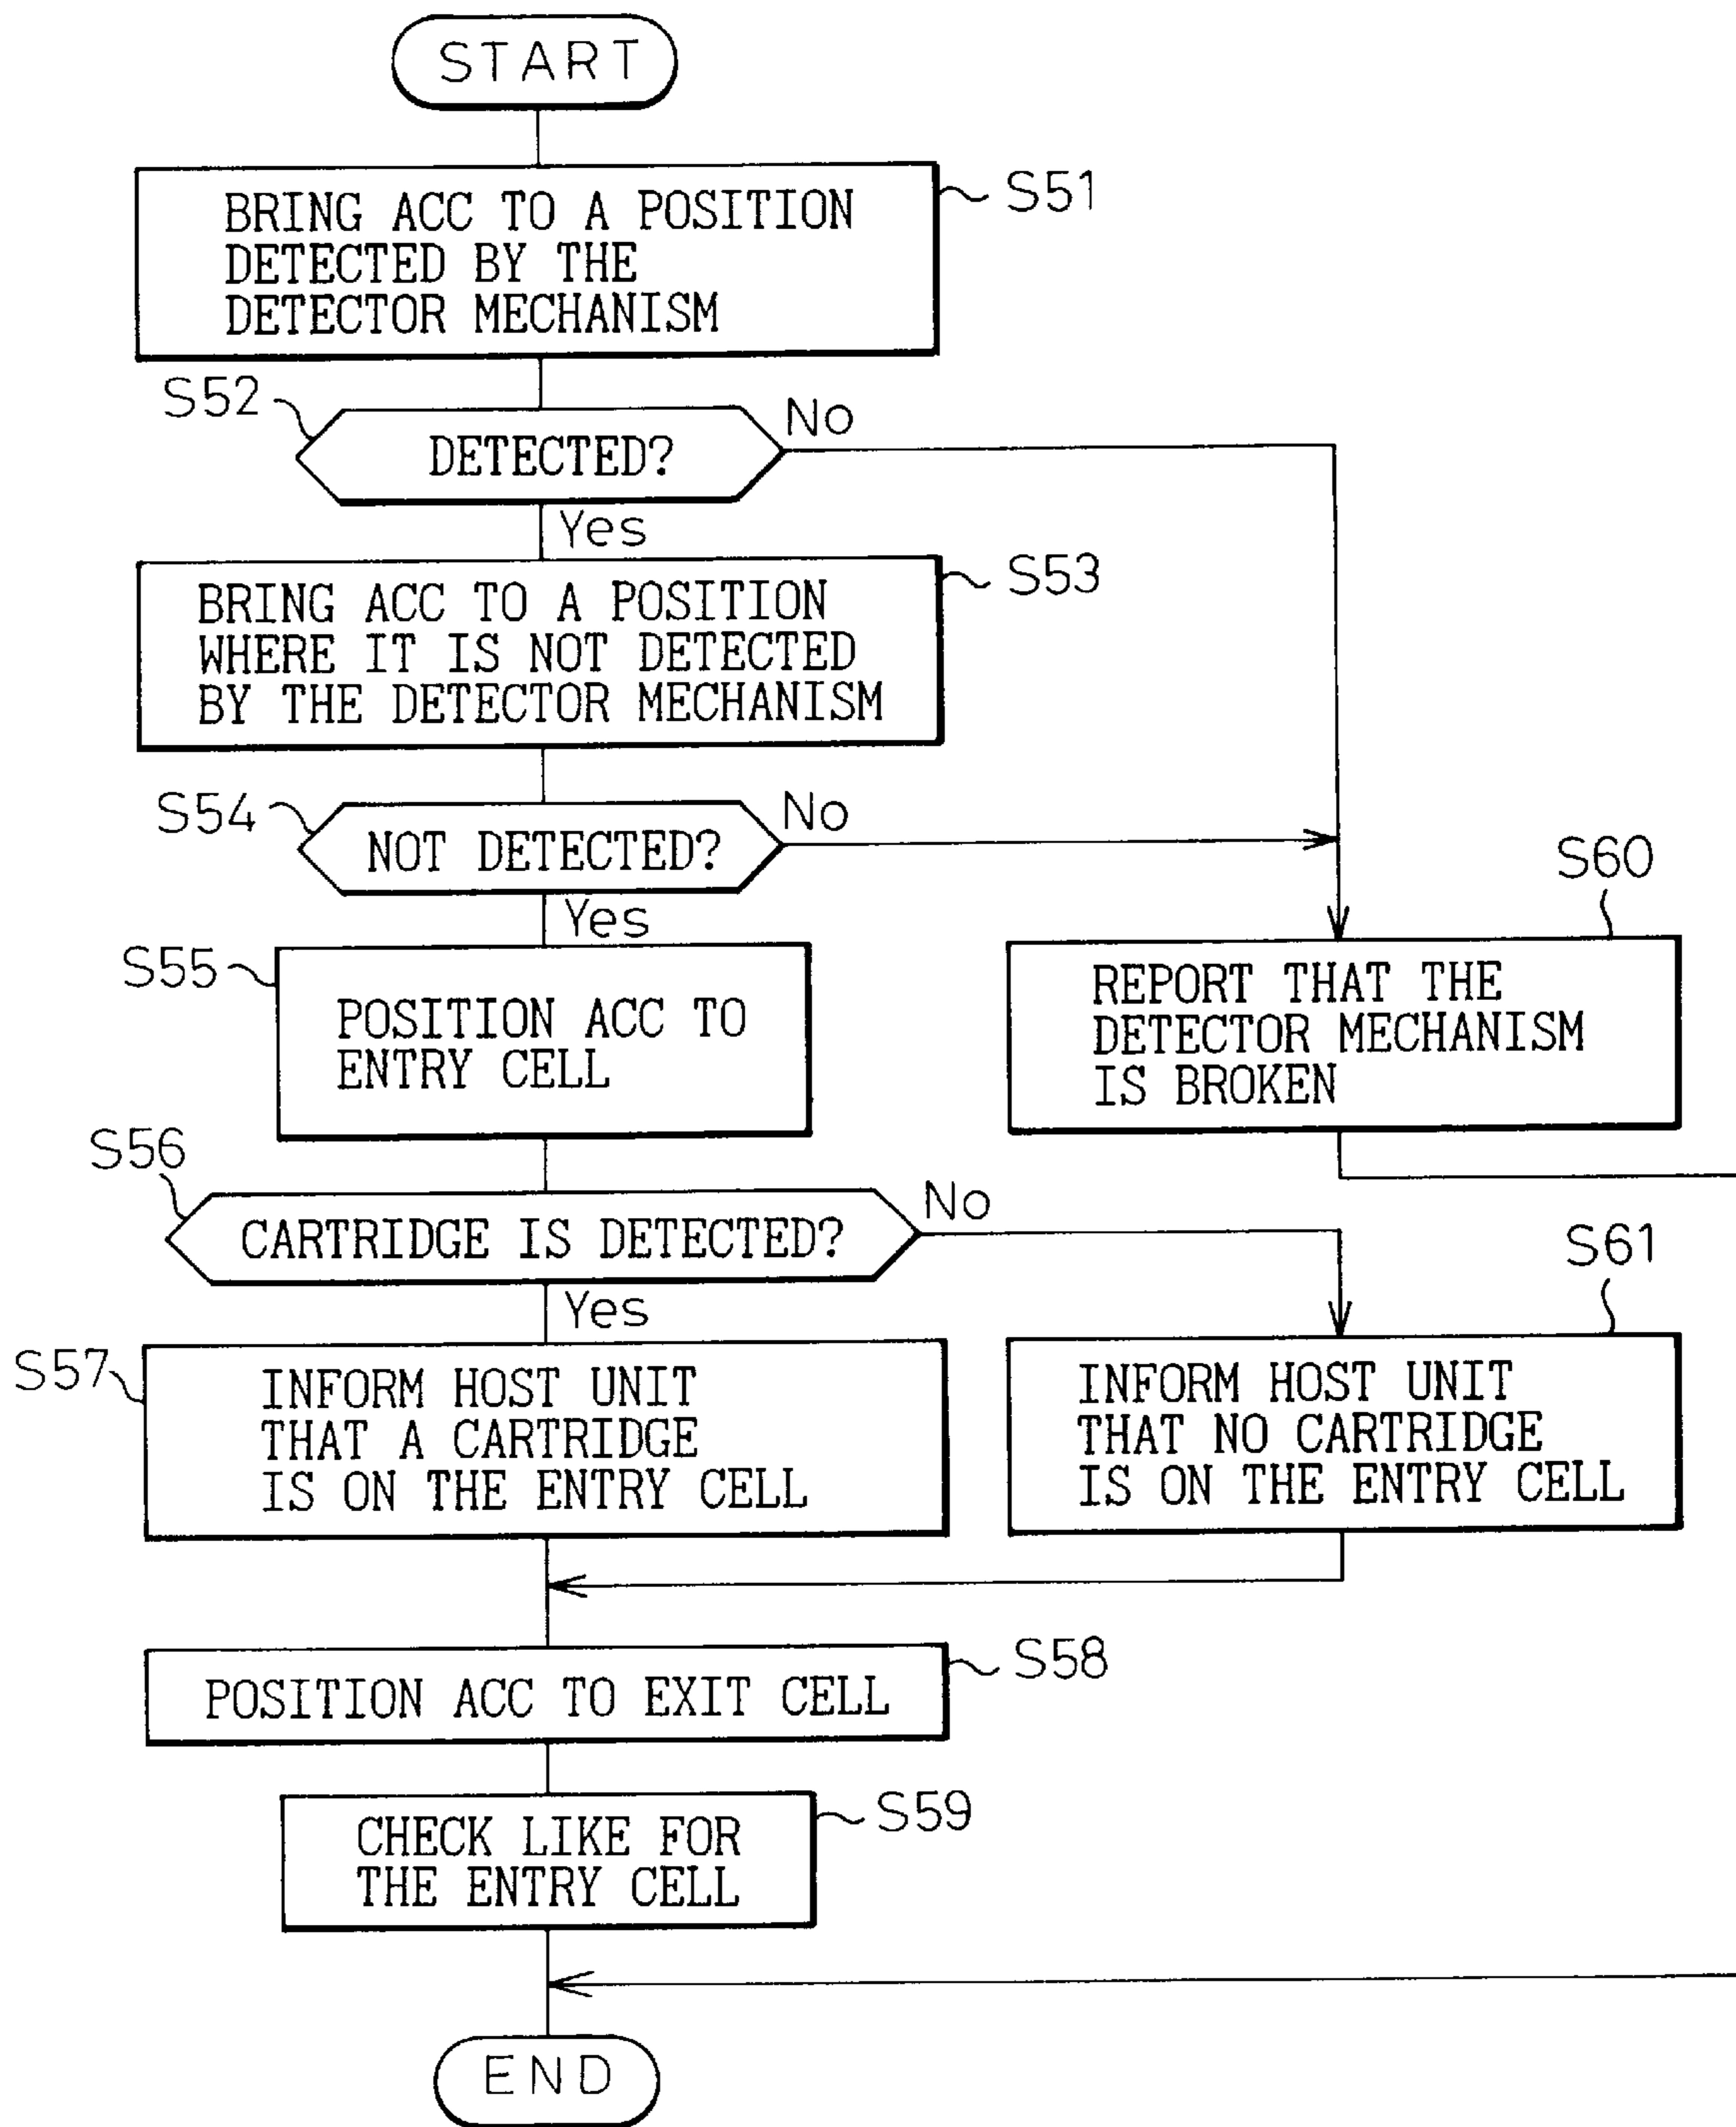 START
BRING ACC TO A POSITION
DETECTED BY THE
DETECTOR MECHANISM
S51
S52
DETECTED?
No
Yes
BRING ACC TO A POSITION
WHERE IT IS NOT DETECTED
BY THE DETECTOR MECHANISM
S53
S54
NOT DETECTED?
No
Yes
S55
POSITION ACC TO
ENTRY CELL
S60
REPORT THAT THE
DETECTOR MECHANISM
IS BROKEN
S56
CARTRIDGE IS DETECTED?
No
Yes
S57
INFORM HOST UNIT
THAT A CARTRIDGE
IS ON THE ENTRY CELL
S61
INFORM HOST UNIT
THAT NO CARTRIDGE
IS ON THE ENTRY CELL
POSITION ACC TO EXIT CELL
S58
CHECK LIKE FOR
THE ENTRY CELL
S59
END